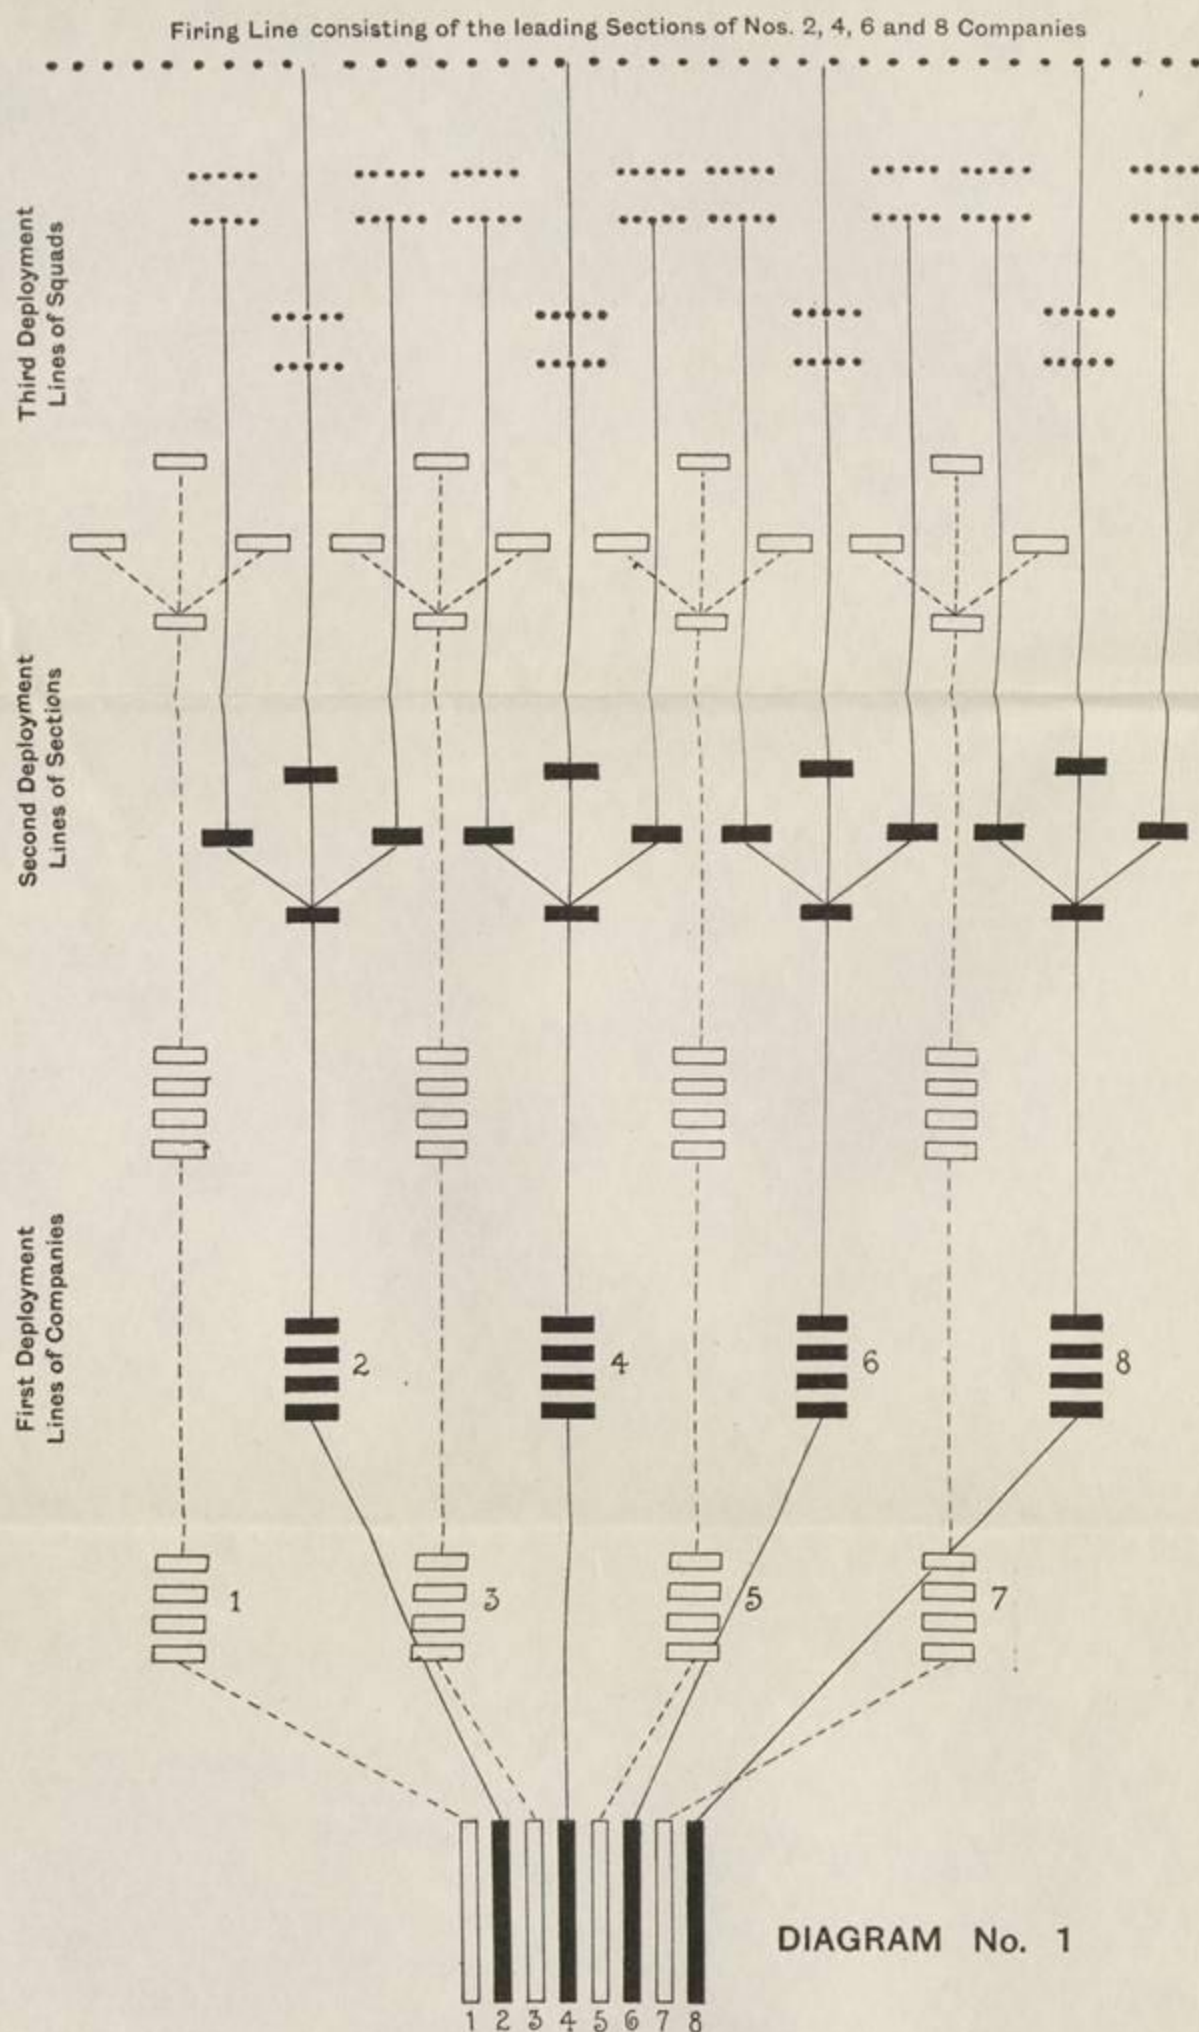 Firing Line consisting of the leading Sections of Nos. 2, 4, 6 and 8 Companies
Third Deployment
Lines of Squads
Second Deployment
Lines of Sections
First Deployment
Lines of Companies
2
4
6
8
1
3
5
7
DIAGRAM No. 1
1 2 3 4 5 6 7 8